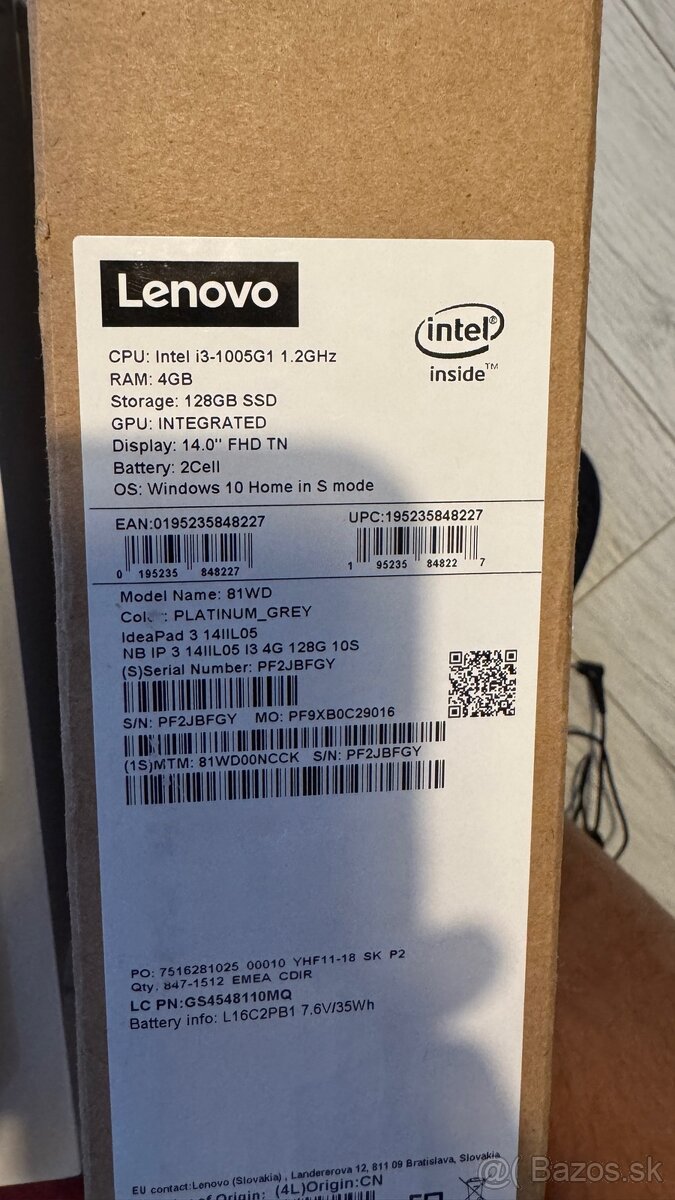 Lenovo
intel®
inside™
CPU: Intel i3-1005G1 1.2GHz
RAM: 4GB
Storage: 128GB SSD
GPU: INTEGRATED
Display: 14.0" FHD TN
Battery: 2Cell
OS: Windows 10 Home in S mode
EAN:0195235848227 UPC:195235848227
0 195235 848227 1 95235 84822 7
Model Name: 81WD
: PLATINUM_GREY
IdeaPad 3 14IIL05
NB IP 3 14IIL05 I3 4G 128G 10S
(S)Serial Number: PF2JBFGY
S/N: PF2JBFGY MO: PF9XB0C29016
(1S)MTM: 81WD00NCCK S/N: PF2JBFGY
PO: 7516281025 00010 YHF11-18 SK P2
Qty. 847-1512 EMEA CDIR
LC PN:GS4548110MQ
Battery info: L16C2PB1 7.6V/35Wh
EU contact:Lenovo (Slovakia) , Landererova 12, 811 09 Bratislava, Slovakia
of Origin: (4L)Origin:CN
@( Bazos.sk